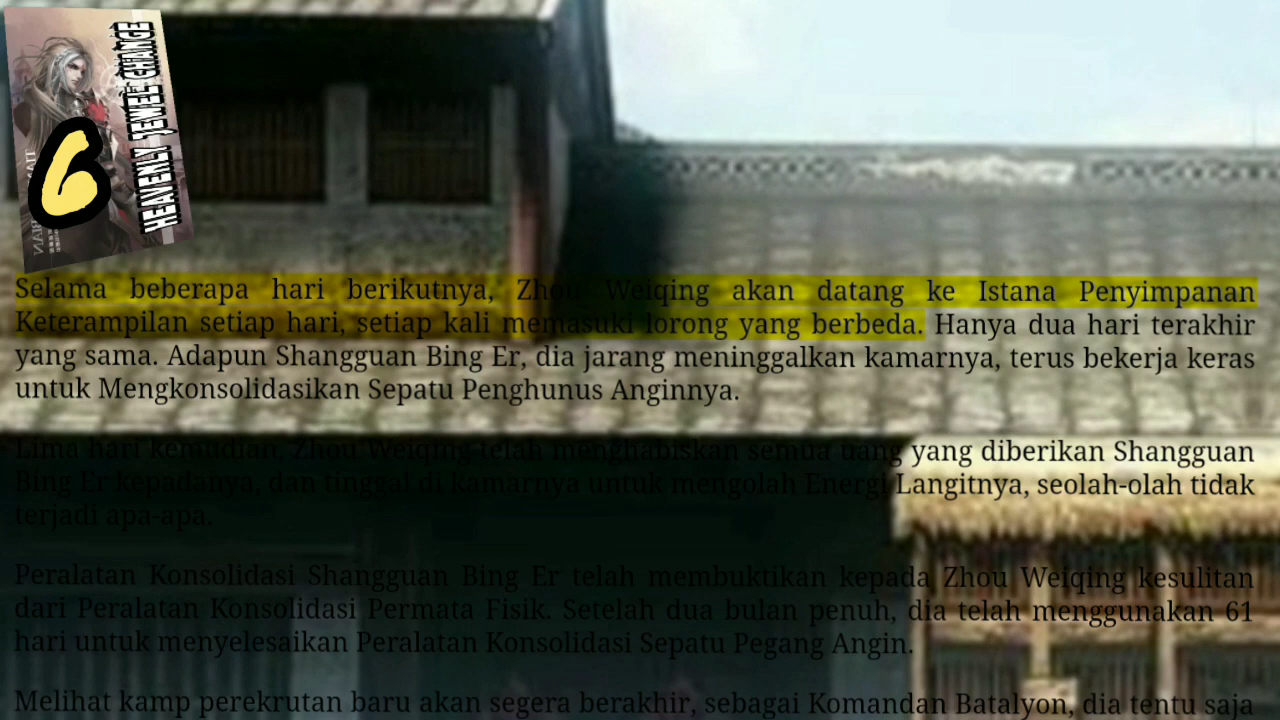 HEAVENLY JEWEL CHANGE
6
Selama beberapa hari berikutnya, Zhou Weiqing akan datang ke Istana Penyimpanan
Keterampilan setiap hari, setiap kali memasuki lorong yang berbeda. Hanya dua hari terakhir
yang sama. Adapun Shangguan Bing Er, dia jarang meninggalkan kamarnya, terus bekerja keras
untuk Mengkonsolidasikan Sepatu Penghunus Anginnya.
Lima hari kemudian, Zhou Weiqing telah menghabiskan semua uang yang diberikan Shangguan
Bing Er kepadanya, dan tinggal di kamarnya untuk mengolah Energi Langitnya, seolah-olah tidak
terjadi apa-apa.
Peralatan Konsolidasi Shangguan Bing Er telah membuktikan kepada Zhou Weiqing kesulitan
dari Peralatan Konsolidasi Permata Fisik. Setelah dua bulan penuh, dia telah menggunakan 61
hari untuk menyelesaikan Peralatan Konsolidasi Sepatu Pegang Angin.
Melihat kamp perekrutan baru akan segera berakhir, sebagai Komandan Batalyon, dia tentu saja